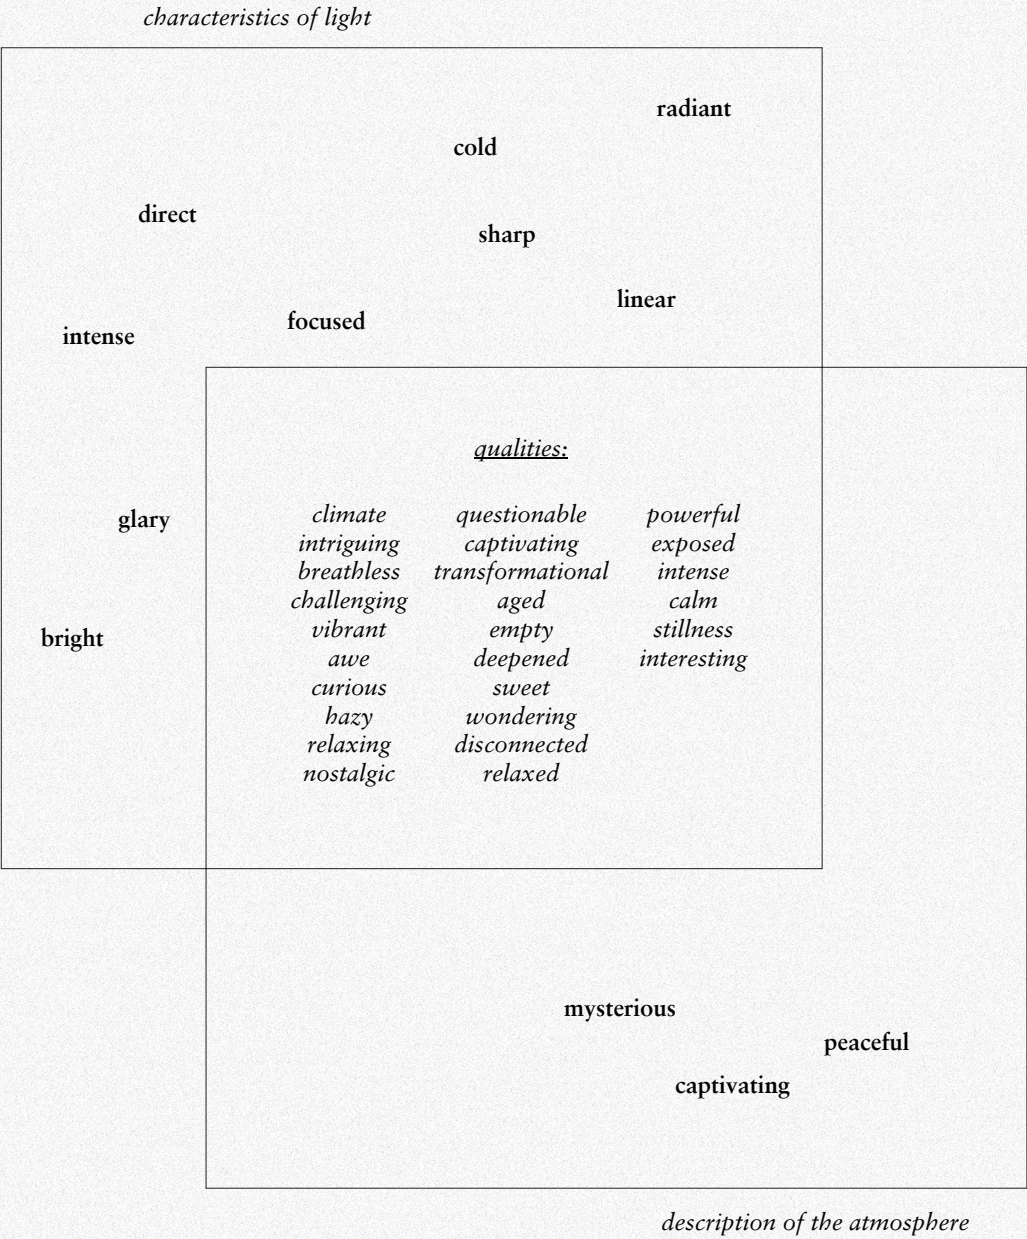 characteristics of light
radiant
cold
direct
sharp
linear
focused
intense
qualities:
climate questionable powerful
intriguing captivating exposed
breathless transformational intense
challenging aged calm
vibrant empty stillness
awe deepened interesting
curious sweet
hazy wondering
relaxing disconnected
nostalgic relaxed
glary
bright
mysterious
peaceful
captivating
description of the atmosphere